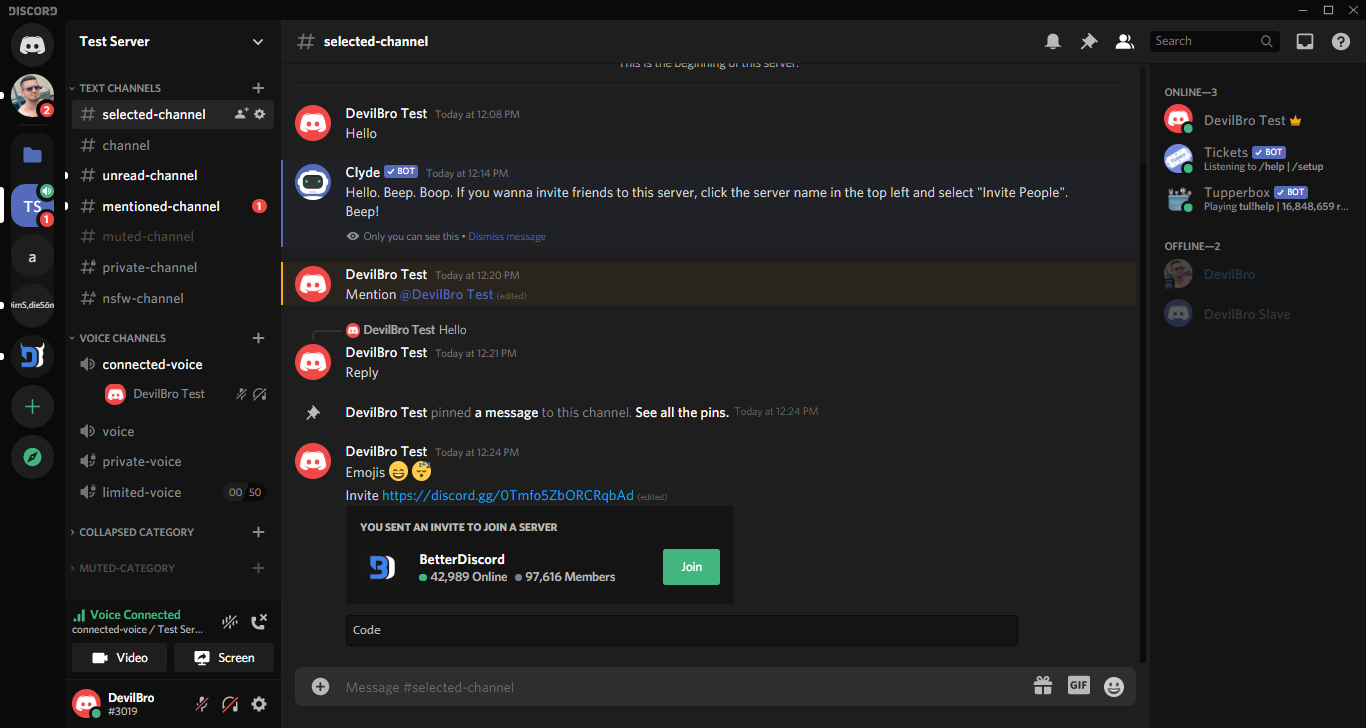 DISCORD
2
TS
1
a
Test Server
TEXT CHANNELS
selected-channel
channel
unread-channel
mentioned-channel 1
muted-channel
private-channel
nsfw-channel
VOICE CHANNELS
connected-voice
DevilBro Test
voice
private-voice
limited-voice 00 50
COLLAPSED CATEGORY
MUTED-CATEGORY
Voice Connected
connected-voice / Test Ser...
Video Screen
DevilBro
#3019
selected-channel
Search
This is the beginning of this server.
DevilBro Test Today at 12:08 PM
Hello
Clyde BOT Today at 12:14 PM
Hello. Beep. Boop. If you wanna invite friends to this server, click the server name in the top left and select "Invite People".
Beep!
Only you can see this • Dismiss message
DevilBro Test Today at 12:20 PM
Mention @DevilBro Test (edited)
DevilBro Test Hello
DevilBro Test Today at 12:21 PM
Reply
DevilBro Test pinned a message to this channel. See all the pins. Today at 12:24 PM
DevilBro Test Today at 12:24 PM
Emojis 😄 😴
Invite https://discord.gg/0Tmfo5ZbORCRqbAd (edited)
YOU SENT AN INVITE TO JOIN A SERVER
BetterDiscord
42,989 Online 97,616 Members
Join
Code
Message #selected-channel
GIF
ONLINE—3
DevilBro Test
Tickets BOT
Listening to /help | /setup
Tupperbox BOT
Playing tul!help | 16,848,659 r...
OFFLINE—2
DevilBro
DevilBro Slave